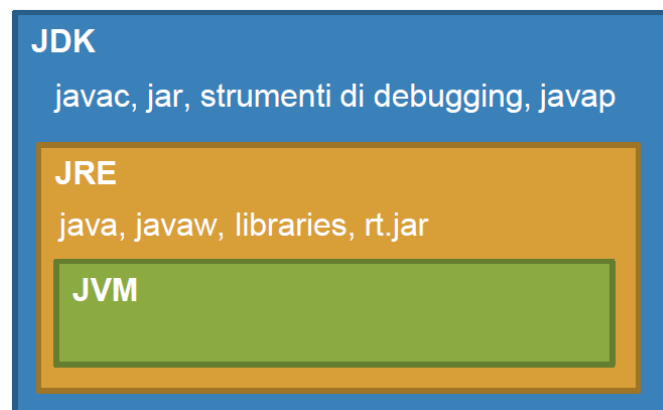 JDK
javac, jar, strumenti di debugging, javap
JRE
java, javaw, libraries, rt.jar
JVM